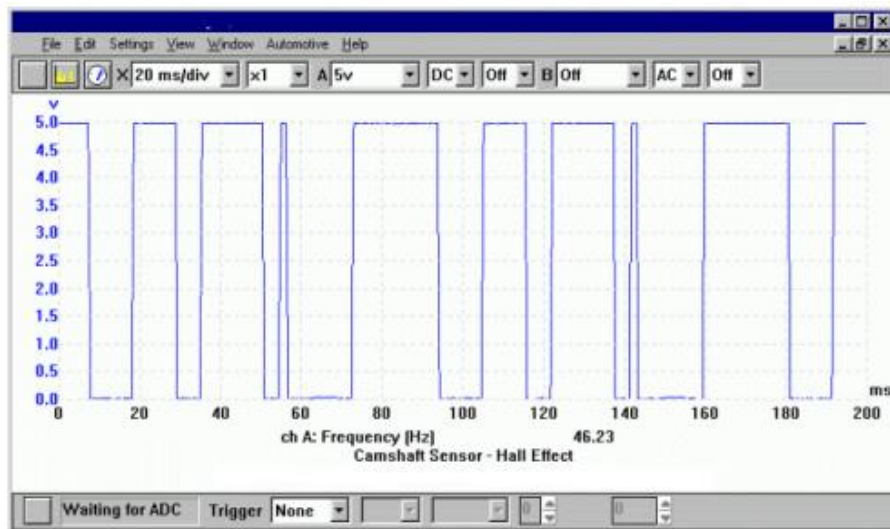 File Edit Settings View Window Automotive Help
X 20 ms/div x1 A 5v DC Off B Off AC Off
v
5.0
4.5
4.0
3.5
3.0
2.5
2.0
1.5
1.0
0.5
0.0
ms
0 20 40 60 80 100 120 140 160 180 200
ch A: Frequency (Hz) 46.23
Camshaft Sensor - Hall Effect
Waiting for ADC Trigger None 0 0